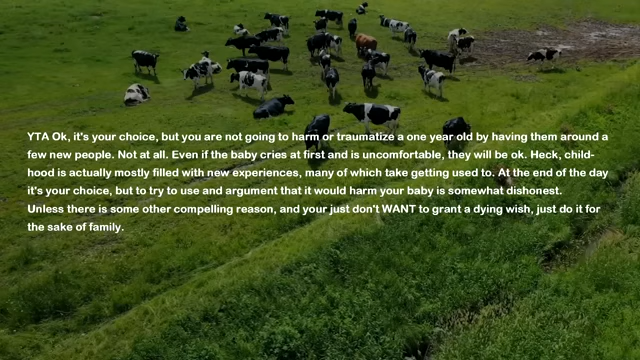 YTA Ok, it's your choice, but you are not going to harm or traumatize a one year old by having them around a
few new people. Not at all. Even if the baby cries at first and is uncomfortable, they will be ok. Heck, child-
hood is actually mostly filled with new experiences, many of which take getting used to. At the end of the day
it's your choice, but to try to use and argument that it would harm your baby is somewhat dishonest.
Unless there is some other compelling reason, and your just don't WANT to grant a dying wish, just do it for
the sake of family.